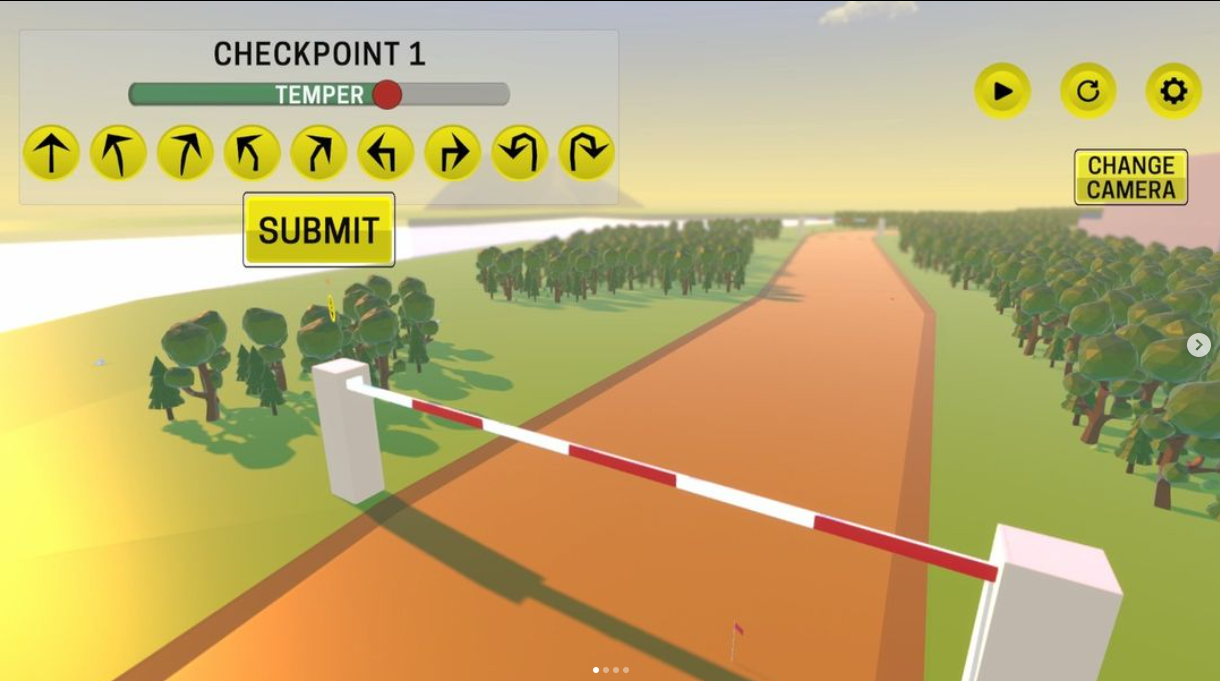 CHECKPOINT 1
TEMPER
SUBMIT
CHANGE
CAMERA